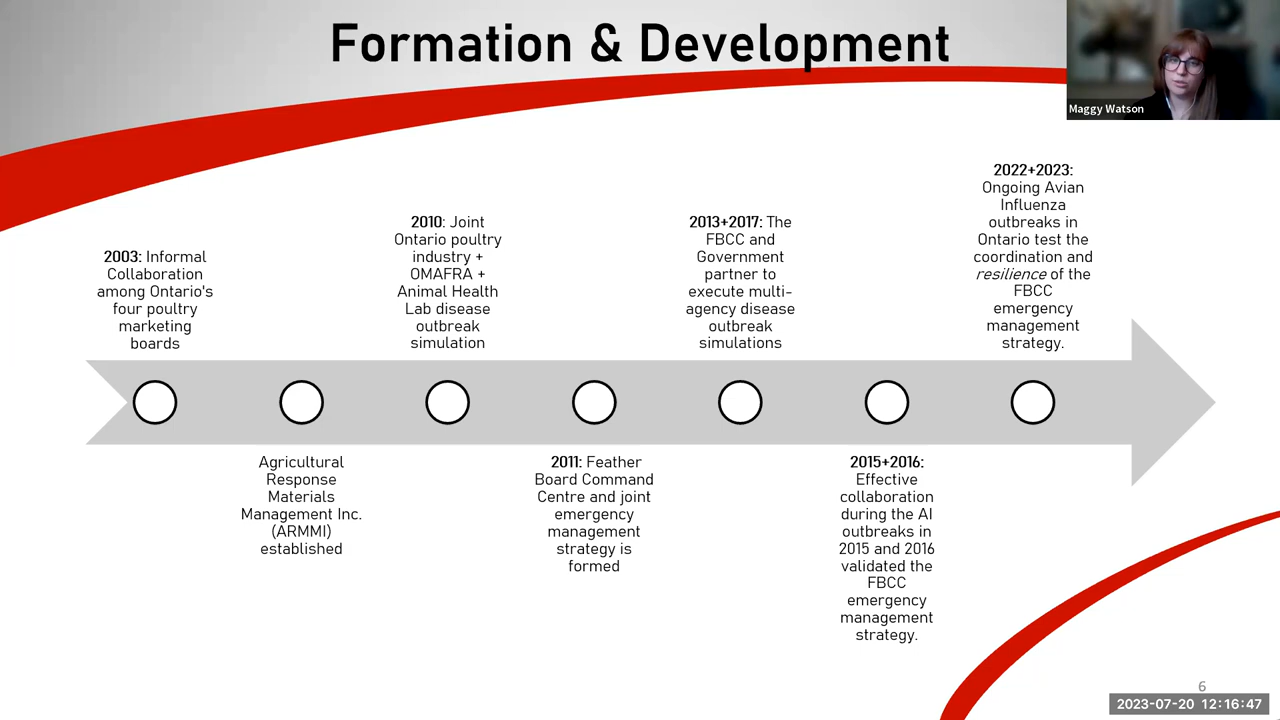 Formation & Development
Maggy Watson
2003: Informal
Collaboration
among Ontario's
four poultry
marketing
boards
Agricultural
Response
Materials
Management Inc.
(ARMMI)
established
2010: Joint
Ontario poultry
industry +
OMAFRA +
Animal Health
Lab disease
outbreak
simulation
2011: Feather
Board Command
Centre and joint
emergency
management
strategy is
formed
2013+2017: The
FBCC and
Government
partner to
execute multi-
agency disease
outbreak
simulations
2015+2016:
Effective
collaboration
during the AI
outbreaks in
2015 and 2016
validated the
FBCC
emergency
management
strategy.
2022+2023:
Ongoing Avian
Influenza
outbreaks in
Ontario test the
coordination and
resilience of the
FBCC
emergency
management
strategy.
6
2023-07-20 12:16:47